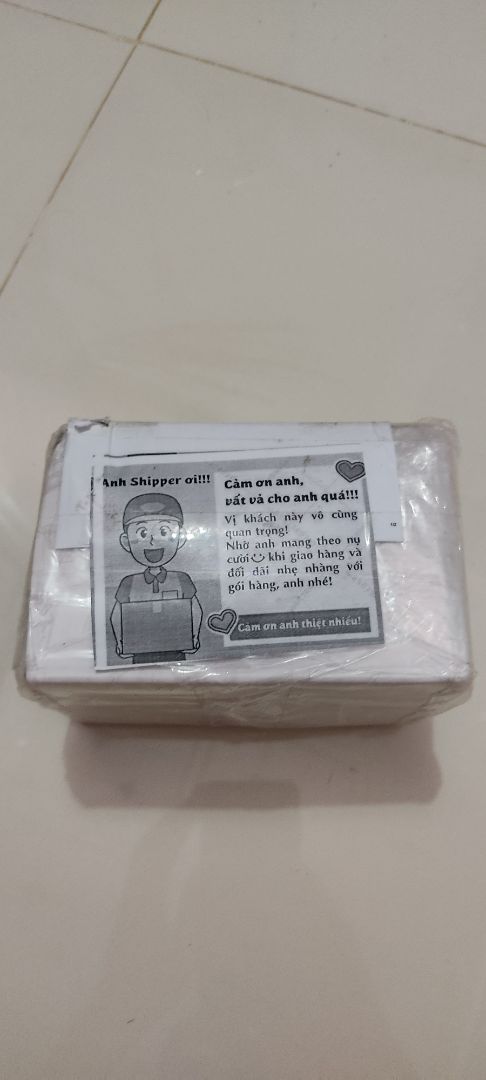 Anh Shipper ơi!!!
Cảm ơn anh,
vất vả cho anh quá!!!
Vị khách này vô cùng
quan trọng!
Nhờ anh mang theo nụ
cười khi giao hàng và
đối đãi nhẹ nhàng với
gói hàng, anh nhé!
Cảm ơn anh thiệt nhiều!